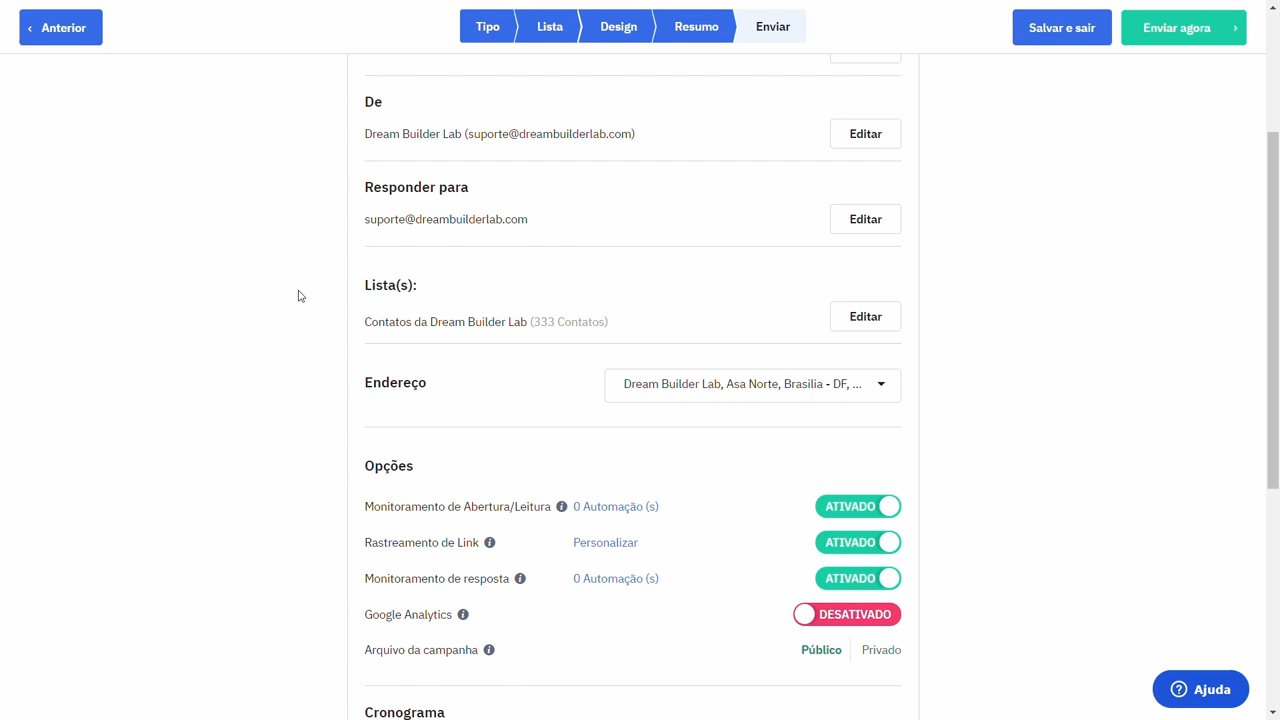 ‹ Anterior
Tipo
Lista
Design
Resumo
Enviar
Salvar e sair
Enviar agora ›
De
Dream Builder Lab (suporte@dreambuilderlab.com)
Editar
Responder para
suporte@dreambuilderlab.com
Editar
Lista(s):
Contatos da Dream Builder Lab (333 Contatos)
Editar
Endereço
Dream Builder Lab, Asa Norte, Brasilia - DF, ...
Opções
Monitoramento de Abertura/Leitura
0 Automação (s)
ATIVADO
Rastreamento de Link
Personalizar
ATIVADO
Monitoramento de resposta
0 Automação (s)
ATIVADO
Google Analytics
DESATIVADO
Arquivo da campanha
Público
Privado
Cronograma
Ajuda